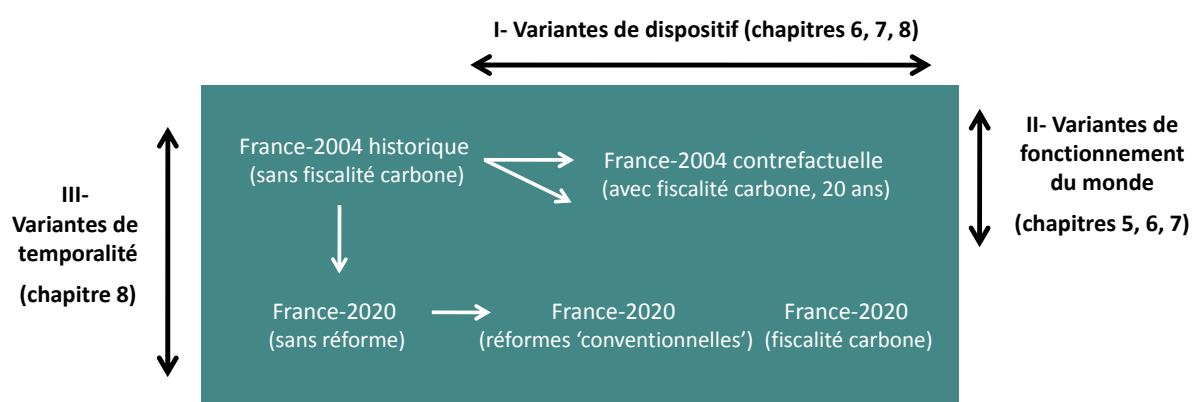 I- Variantes de dispositif (chapitres 6, 7, 8)
France-2004 historique
(sans fiscalité carbone)
France-2004 contrefactuelle
(avec fiscalité carbone, 20 ans)
II- Variantes de
fonctionnement
du monde
(chapitres 5, 6, 7)
III-
Variantes de
temporalité
(chapitre 8)
France-2020
(sans réforme)
France-2020
(réformes ‘conventionnelles’)
France-2020
(fiscalité carbone)